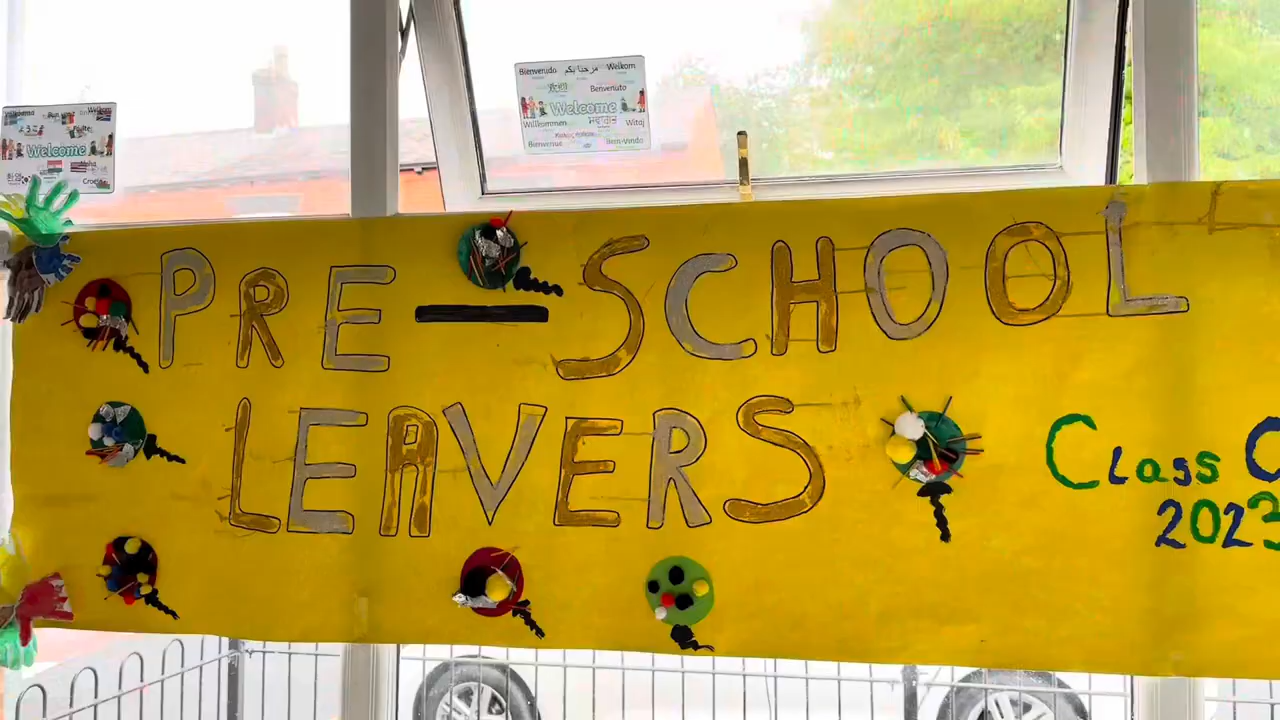 Bienvenido مرحبا بكم Welkom
Benvenuto
Welcome
Willkommen Witaj
Bienvenue Bem-Vindo
Welcome
PRE-SCHOOL
LEAVERS
Class O
2023